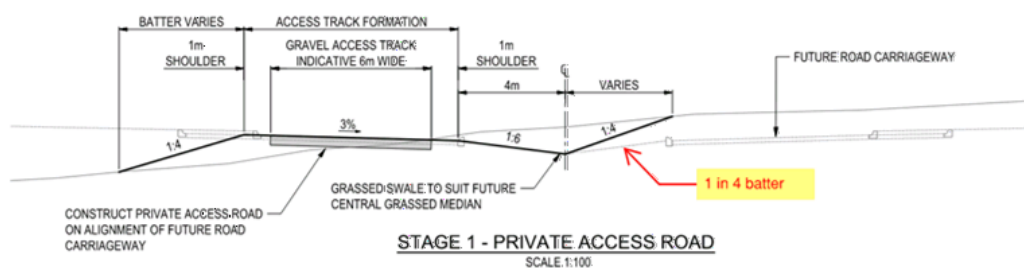 BATTER VARIES
ACCESS TRACK FORMATION
1m
SHOULDER
GRAVEL ACCESS TRACK
INDICATIVE 6m WIDE
1m
SHOULDER
℄
FUTURE ROAD CARRIAGEWAY
4m
VARIES
3%
1:4
1:6
1:4
1 in 4 batter
GRASSED SWALE TO SUIT FUTURE
CENTRAL GRASSED MEDIAN
CONSTRUCT PRIVATE ACCESS ROAD
ON ALIGNMENT OF FUTURE ROAD
CARRIAGEWAY
STAGE 1 - PRIVATE ACCESS ROAD
SCALE 1:100